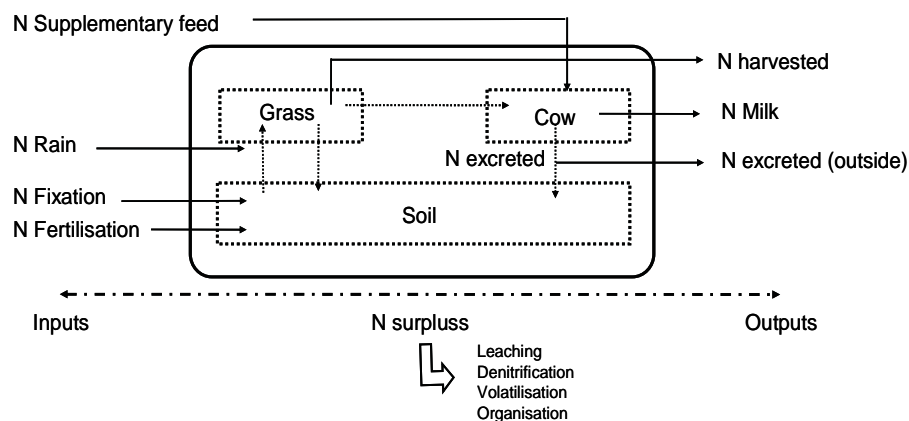 N Supplementary feed
N harvested
Grass
Cow
N Milk
N Rain
N excreted
N excreted (outside)
N Fixation
Soil
N Fertilisation
Inputs
N surpluss
Outputs
Leaching
Denitrification
Volatilisation
Organisation